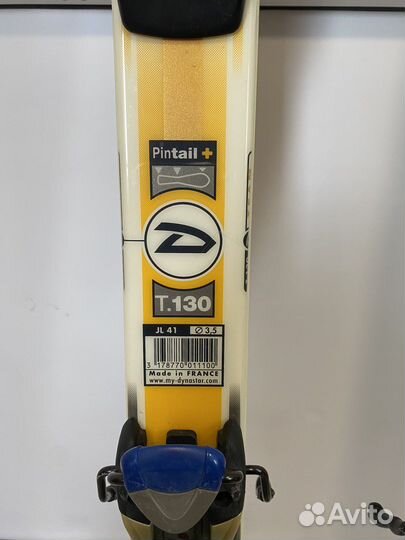 Pintail +
D
T.130
JL 41 ∅3.5
3 178770 011100
Made in FRANCE
www.my-dynastar.com
Avito